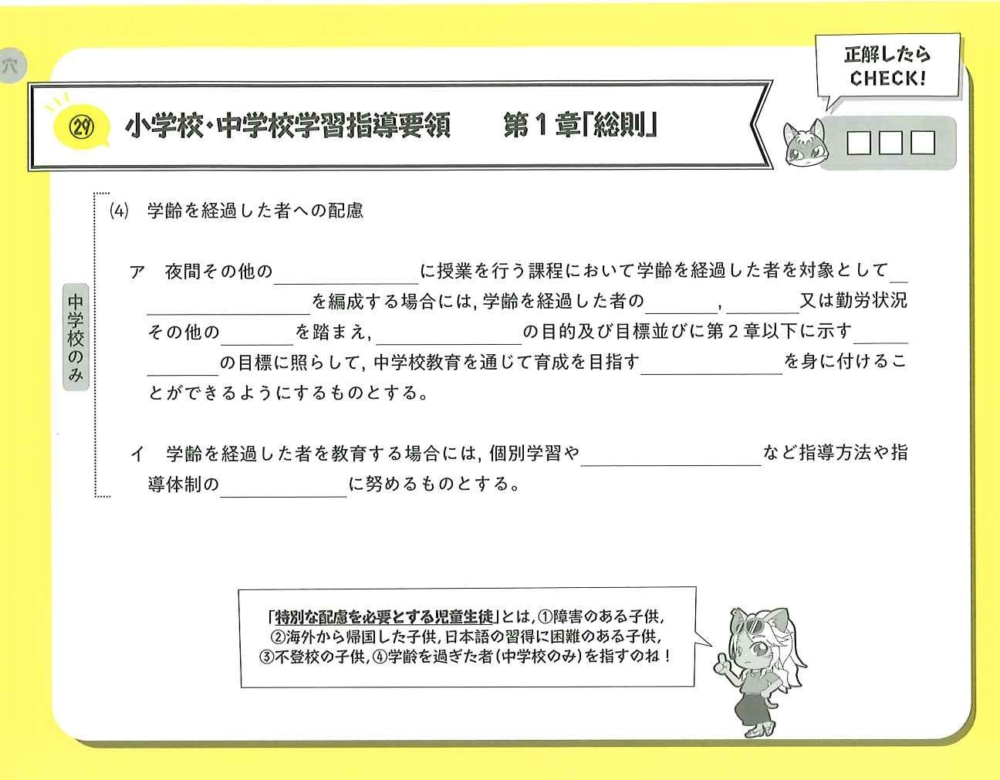 穴
正解したら
CHECK!
㉙ 小学校・中学校学習指導要領 第1章「総則」
中学校のみ
(4) 学齢を経過した者への配慮
ア 夜間その他の________に授業を行う課程において学齢を経過した者を対象として_
_________を編成する場合には，学齢を経過した者の____，____又は勤労状況
その他の____を踏まえ，________の目的及び目標並びに第2章以下に示す___
____の目標に照らして，中学校教育を通じて育成を目指す________を身に付けるこ
とができるようにするものとする。
イ 学齢を経過した者を教育する場合には，個別学習や__________など指導方法や指
導体制の_______に努めるものとする。
「特別な配慮を必要とする児童生徒」とは，①障害のある子供，
②海外から帰国した子供，日本語の習得に困難のある子供，
③不登校の子供，④学齢を過ぎた者（中学校のみ）を指すのね！